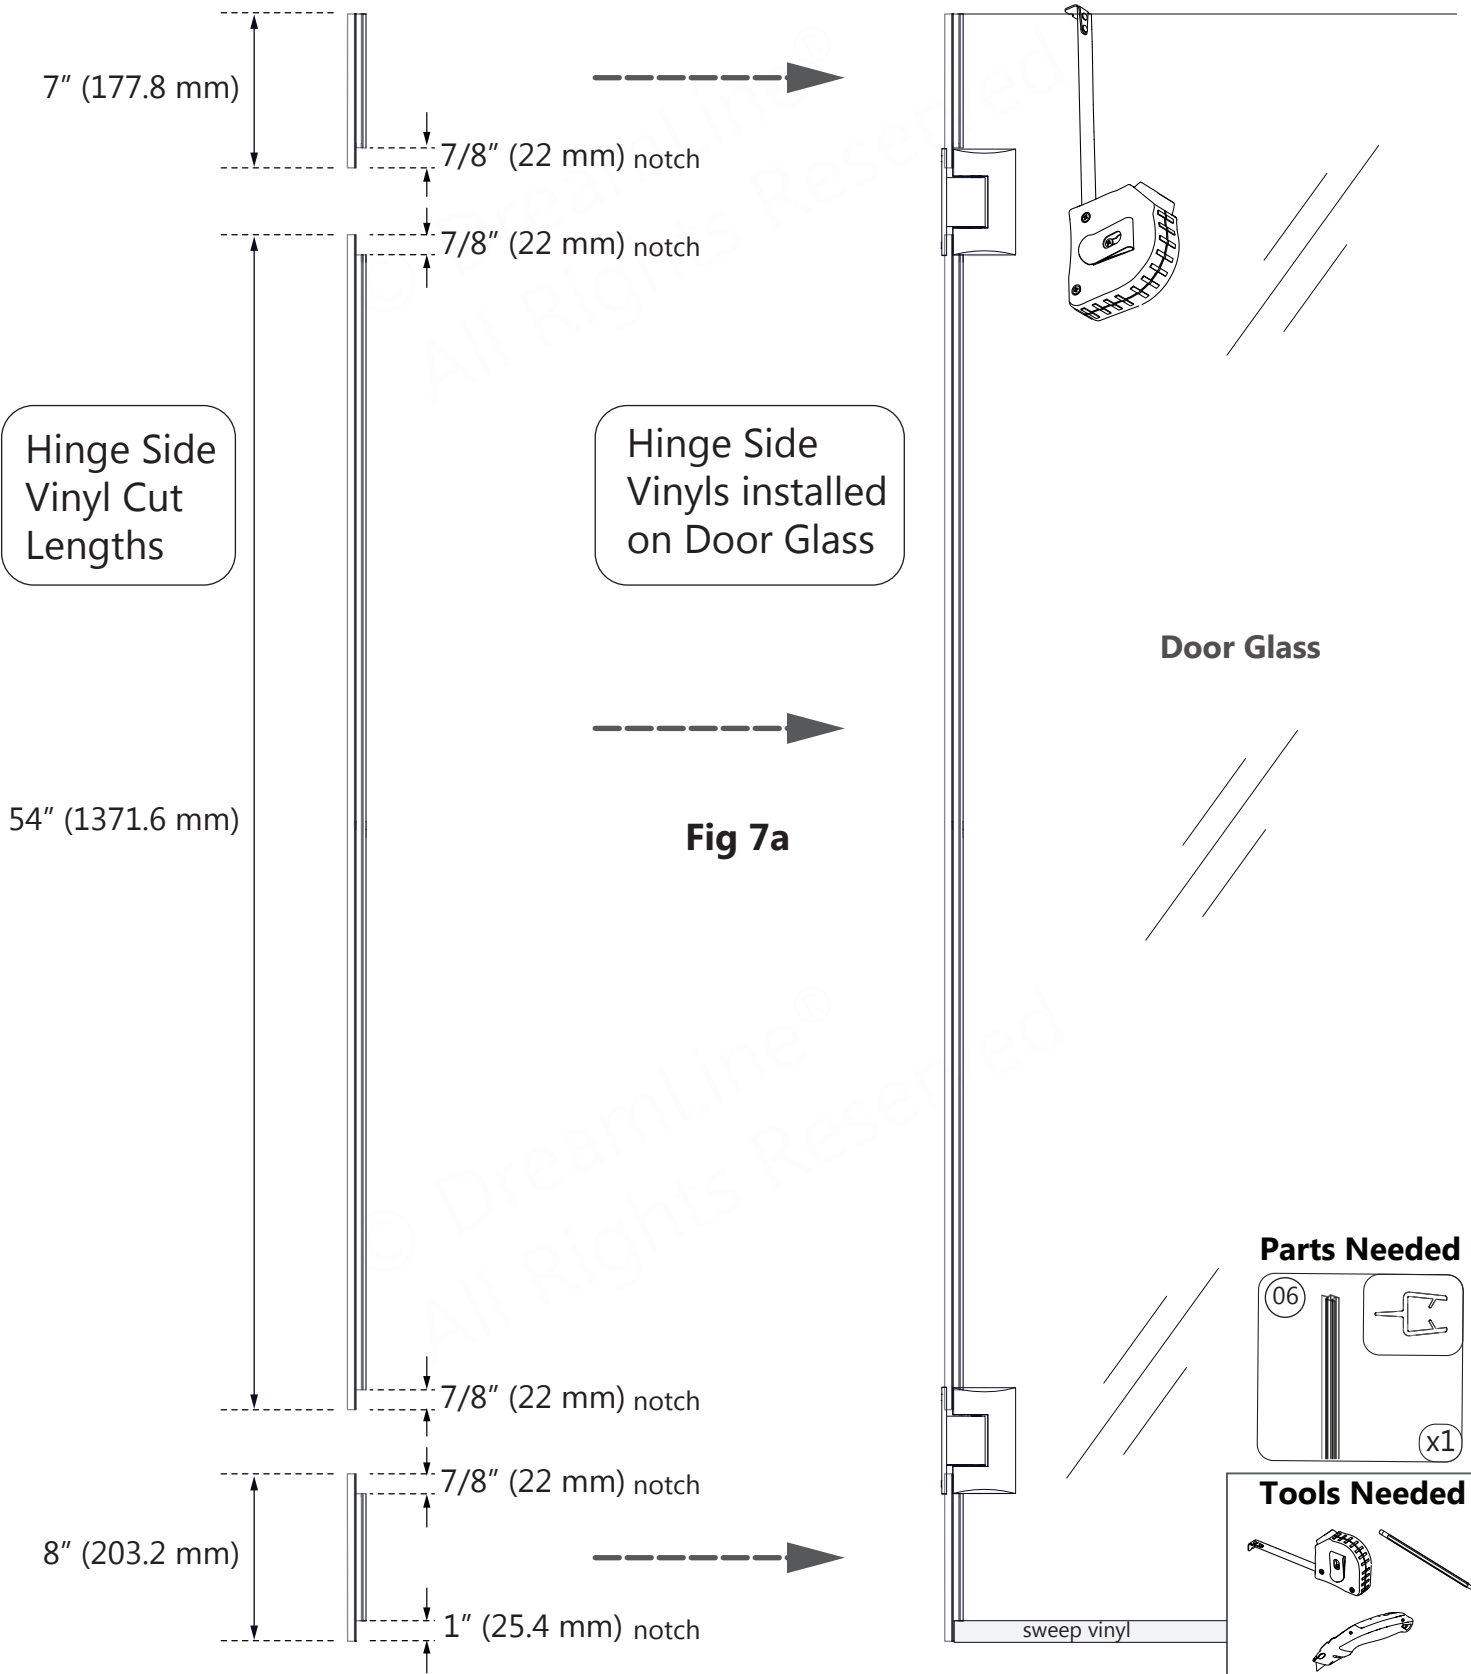 7" (177.8 mm)
7/8" (22 mm) notch
7/8" (22 mm) notch
© DreamLine®
All Rights Reserved
Hinge Side
Vinyl Cut
Lengths
Hinge Side
Vinyls installed
on Door Glass
Door Glass
54" (1371.6 mm)
Fig 7a
© DreamLine®
All Rights Reserved
Parts Needed
06
x1
7/8" (22 mm) notch
7/8" (22 mm) notch
Tools Needed
8" (203.2 mm)
1" (25.4 mm) notch
sweep vinyl